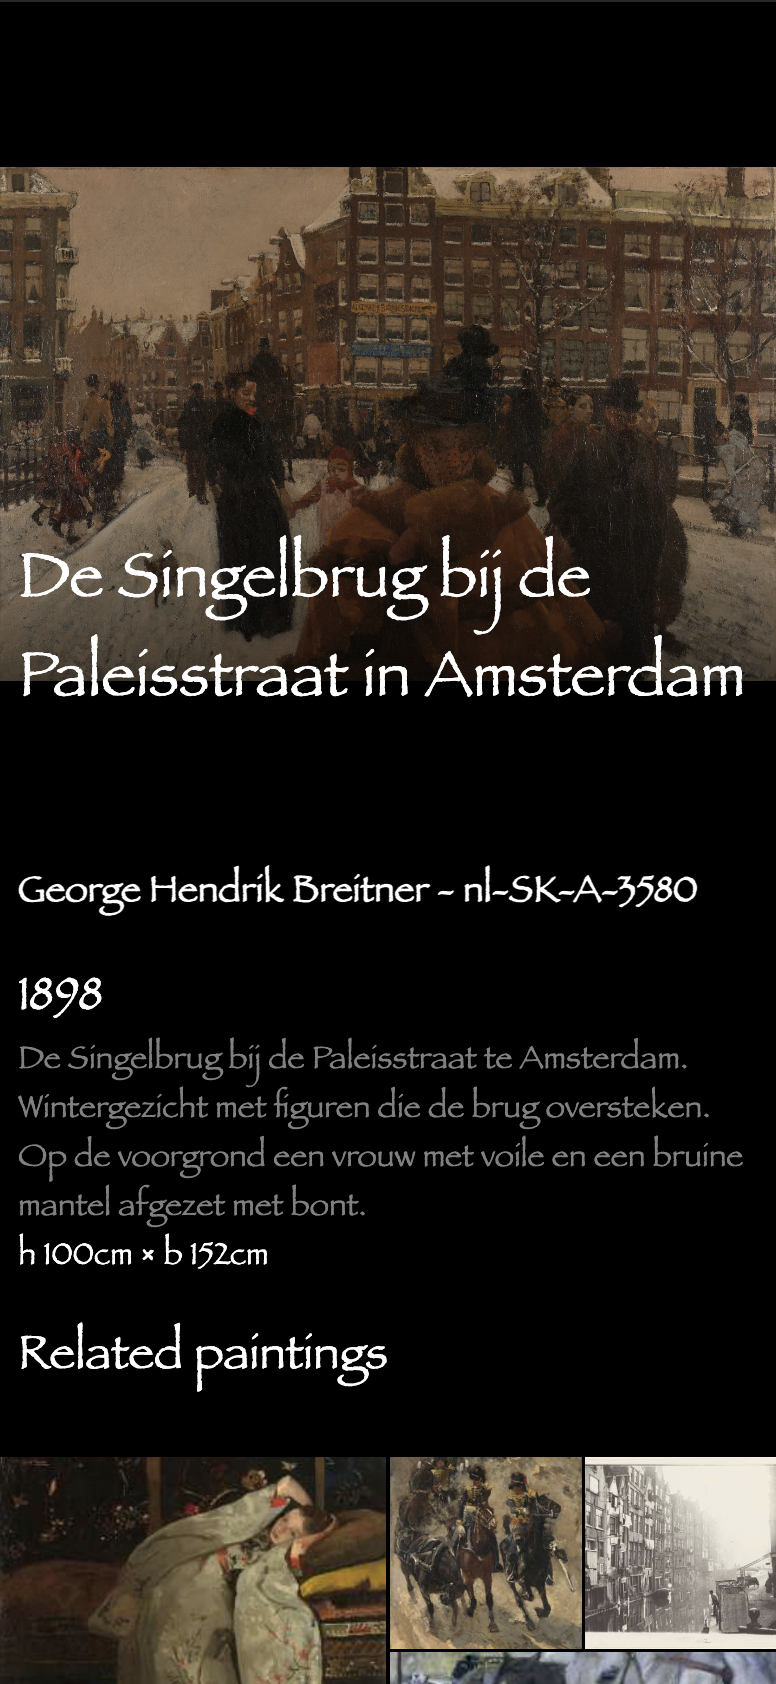 De Singelbrug bij de
Paleisstraat in Amsterdam
George Hendrik Breitner - nl-SK-A-3580
1898
De Singelbrug bij de Paleisstraat te Amsterdam.
Wintergezicht met figuren die de brug oversteken.
Op de voorgrond een vrouw met voile en een bruine
mantel afgezet met bont.
h 100cm × b 152cm
Related paintings